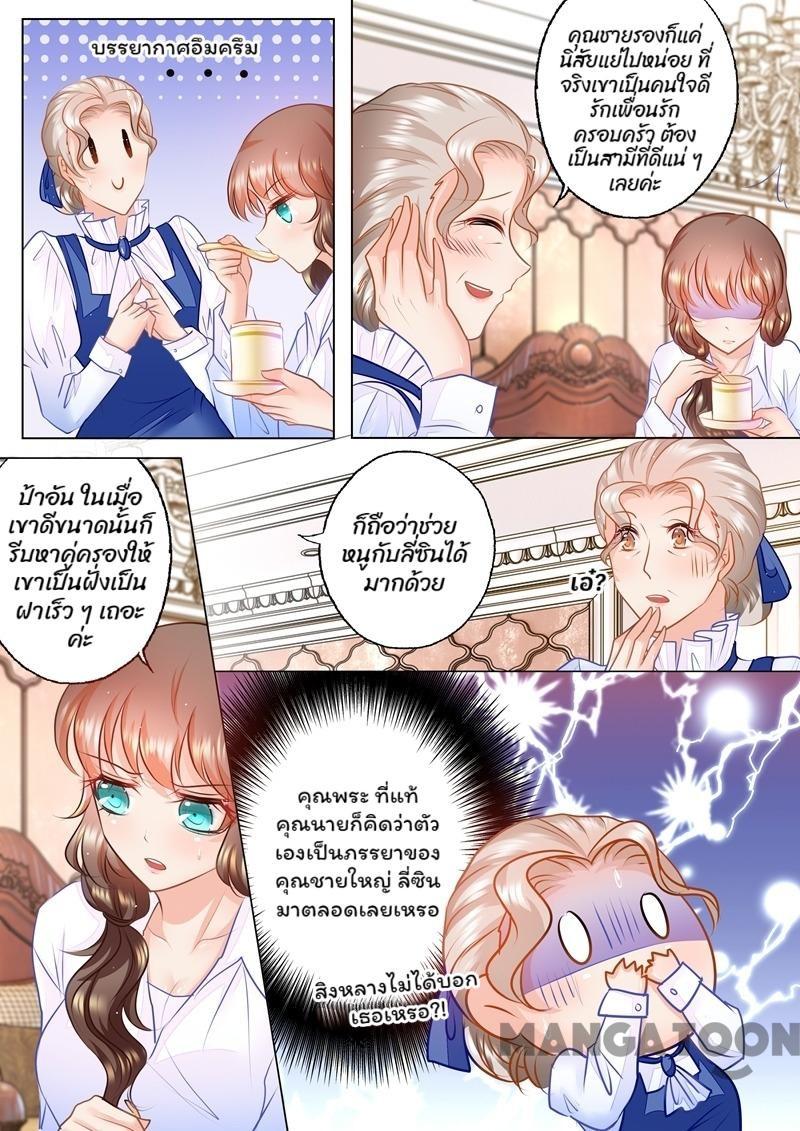 บรรยากาศอึมครึม
. . .
คุณชายรองก็แค่
นิสัยแย่ไปหน่อย ที่
จริงเขาเป็นคนใจดี
รักเพื่อนรัก
ครอบครัว ต้อง
เป็นสามีที่ดีแน่ ๆ
เลยค่ะ
ป้าอัน ในเมื่อ
เขาดีขนาดนั้นก็
รีบหาคู่ครองให้
เขาเป็นฝั่งเป็น
ฝาเร็ว ๆ เถอะ
ค่ะ
ก็ถือว่าช่วย
หนูกับลี่ซินได้
มากด้วย
เอ๋?
คุณพระ ที่แท้
คุณนายก็คิดว่าตัว
เองเป็นภรรยาของ
คุณชายใหญ่ ลี่ซิน
มาตลอดเลยเหรอ
สิงหลางไม่ได้บอก
เธอเหรอ?!
MANGATOON